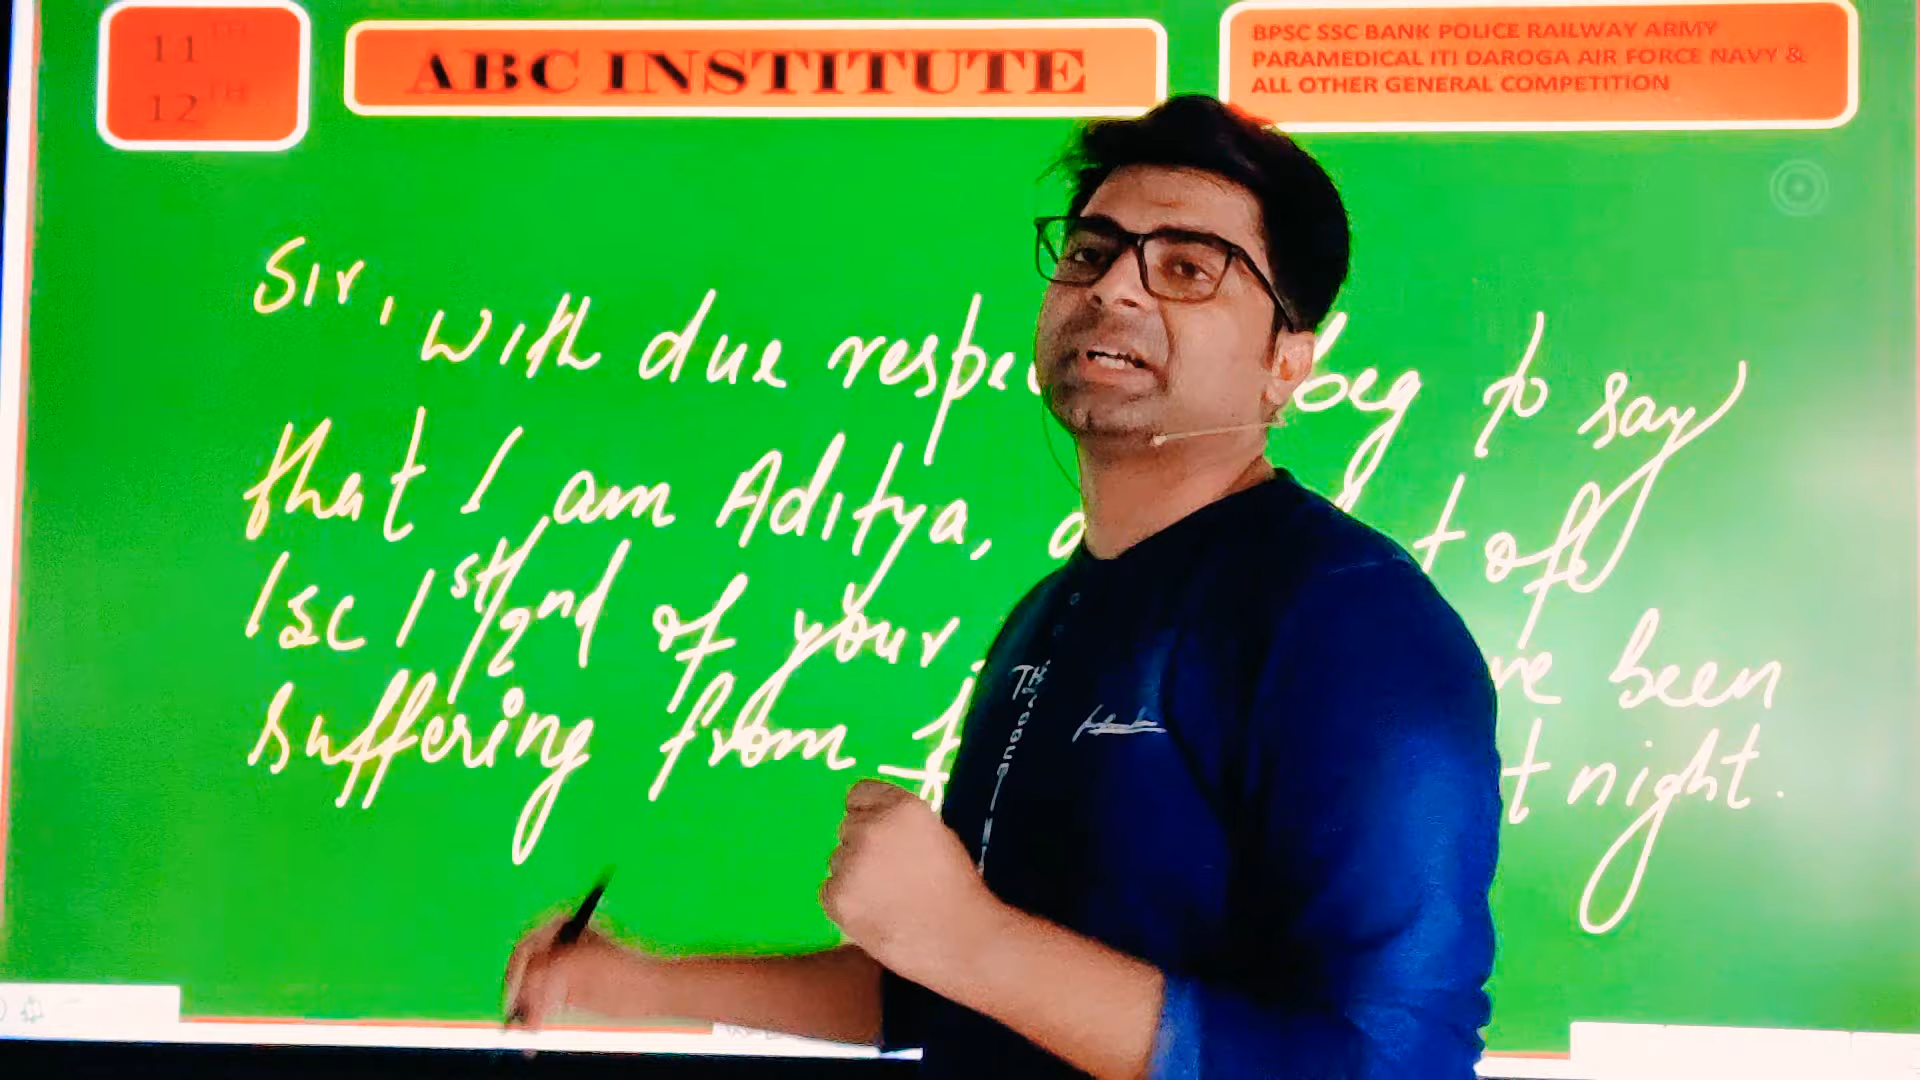 11TH
12TH
ABC INSTITUTE
BPSC SSC BANK POLICE RAILWAY ARMY
PARAMEDICAL ITI DAROGA AIR FORCE NAVY &
ALL OTHER GENERAL COMPETITION
Sir, with due beg to say
that I am Aditya, of
Isc 1st/2nd of your been
suffering from night.